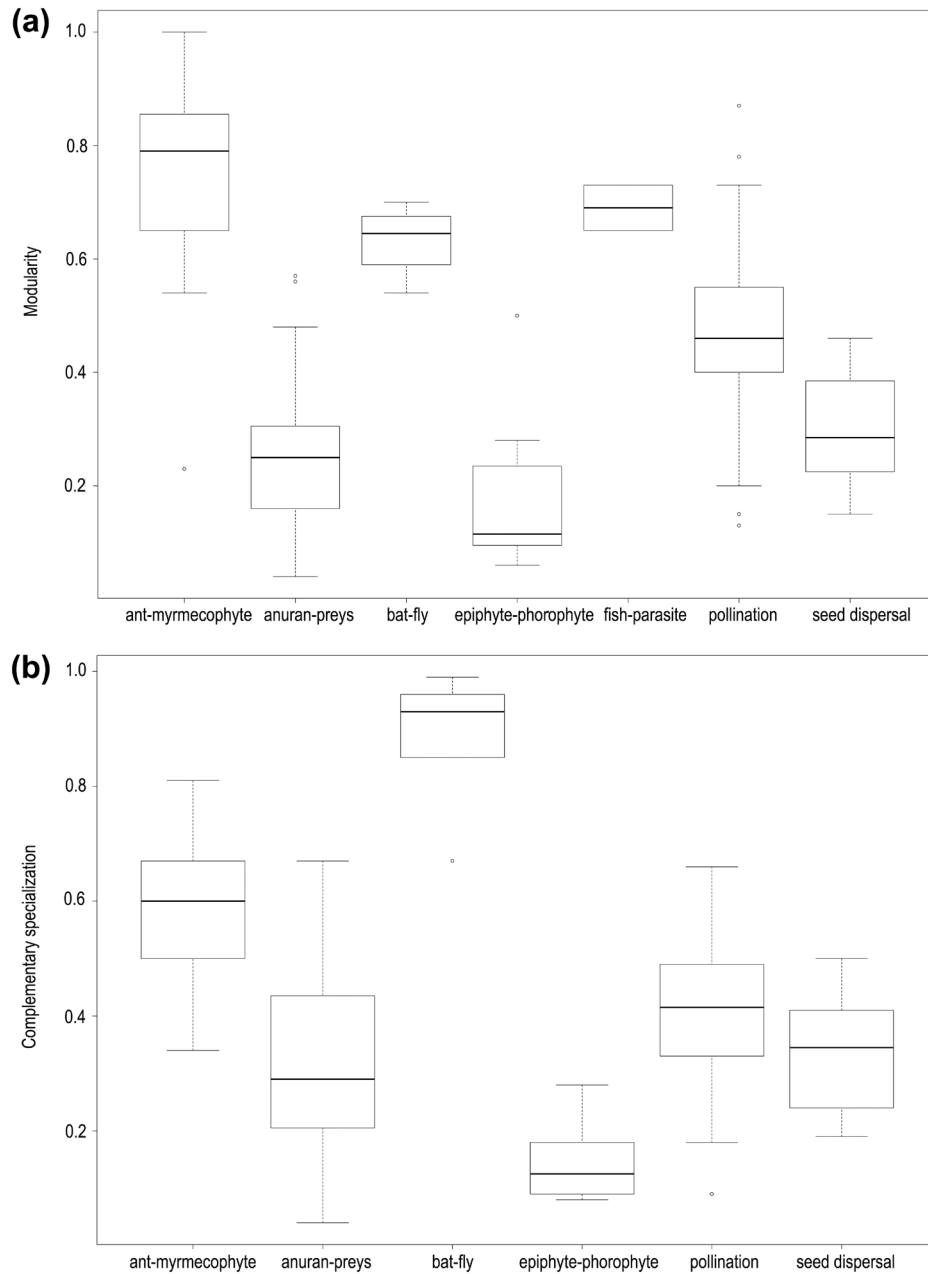 (a)
1.0
0.8
0.6
0.4
0.2
Modularity
ant-myrmecophyte anuran-preys bat-fly epiphyte-phorophyte fish-parasite pollination seed dispersal
(b)
1.0
0.8
0.6
0.4
0.2
Complementary specialization
ant-myrmecophyte anuran-preys bat-fly epiphyte-phorophyte pollination seed dispersal